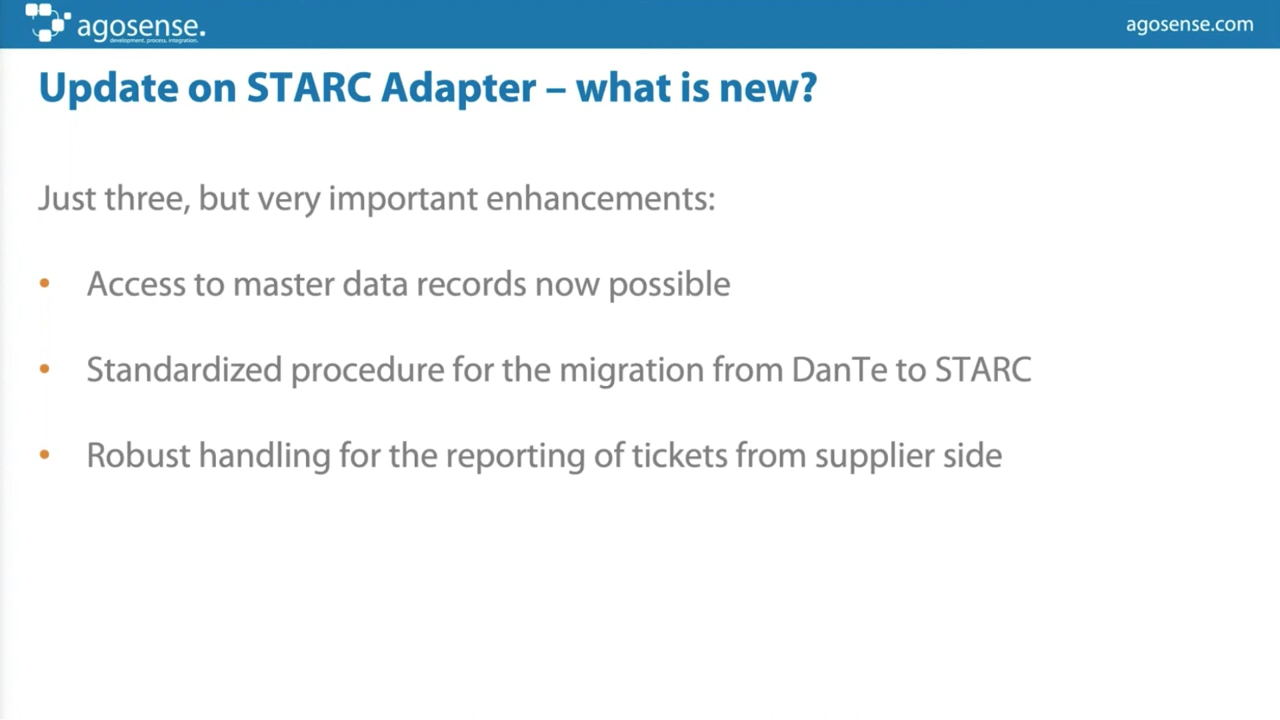 agosense.
development. process. integration.
agosense.com
Update on STARC Adapter – what is new?
Just three, but very important enhancements:
• Access to master data records now possible
• Standardized procedure for the migration from DanTe to STARC
• Robust handling for the reporting of tickets from supplier side